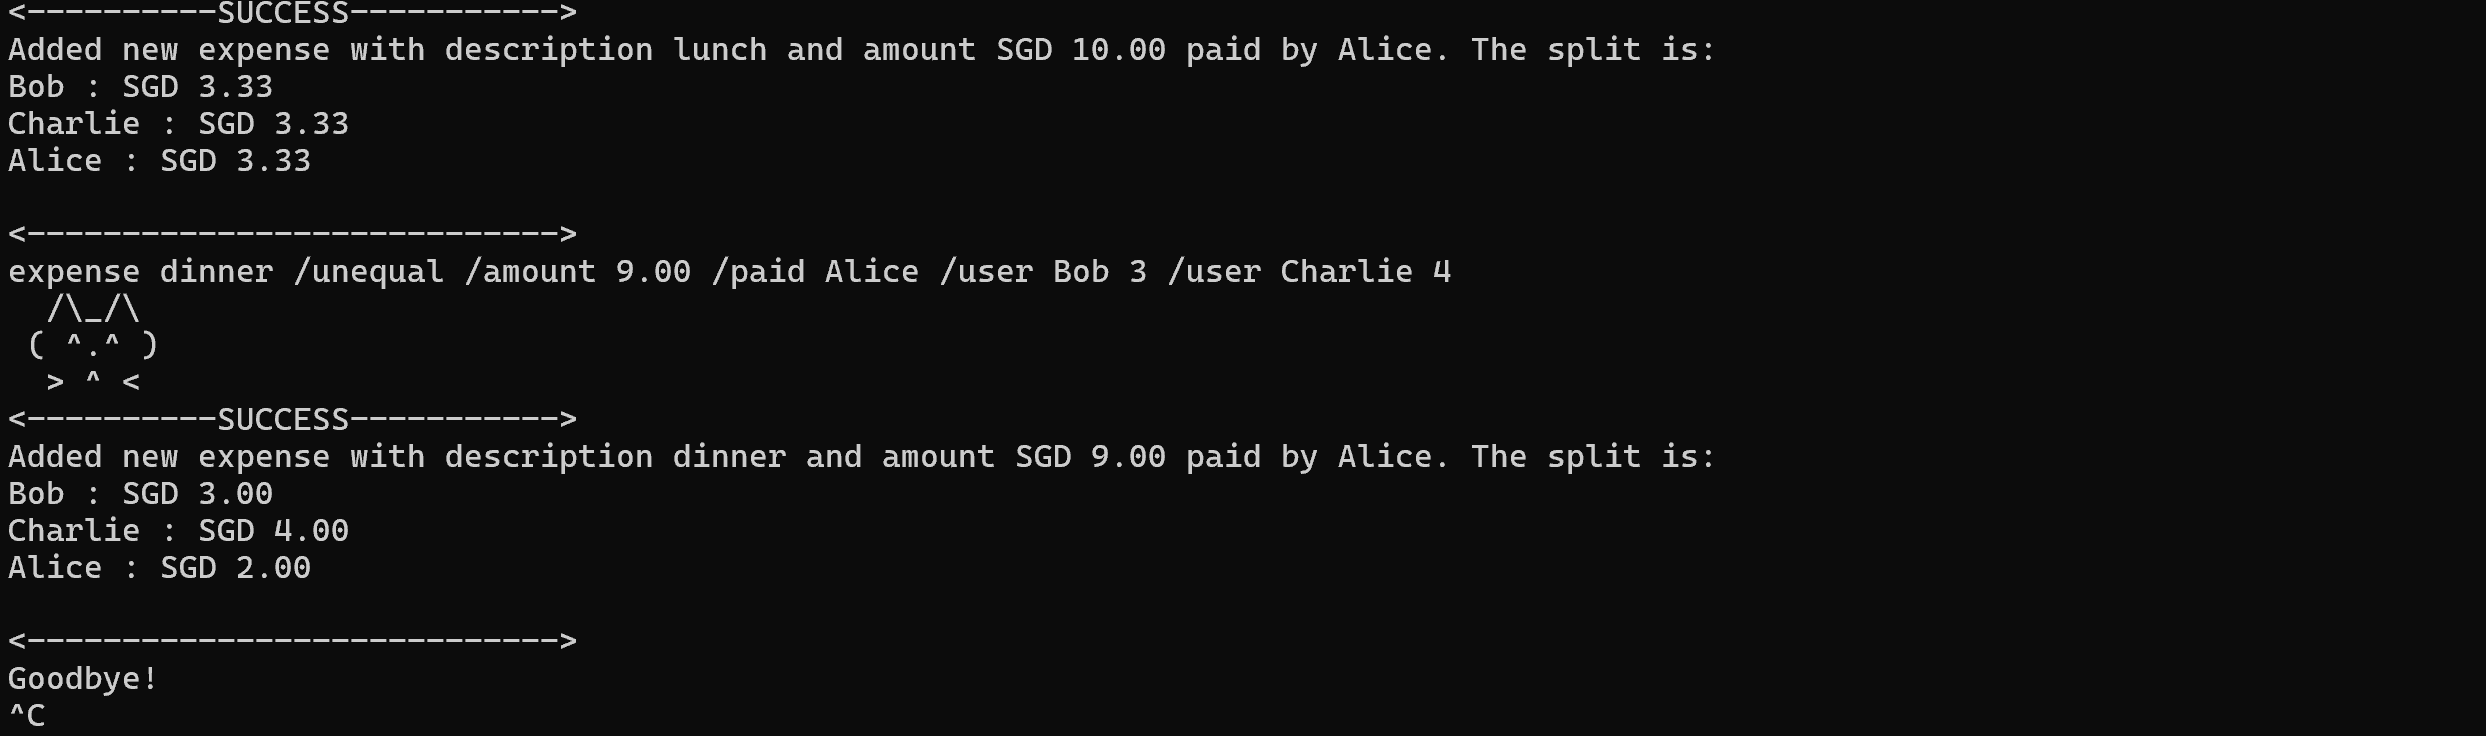 <----------SUCCESS----------->
Added new expense with description lunch and amount SGD 10.00 paid by Alice. The split is:
Bob : SGD 3.33
Charlie : SGD 3.33
Alice : SGD 3.33
<---------------------------->
expense dinner /unequal /amount 9.00 /paid Alice /user Bob 3 /user Charlie 4
  /\_/\
 ( ^.^ )
  > ^ <
<----------SUCCESS----------->
Added new expense with description dinner and amount SGD 9.00 paid by Alice. The split is:
Bob : SGD 3.00
Charlie : SGD 4.00
Alice : SGD 2.00
<---------------------------->
Goodbye!
^C